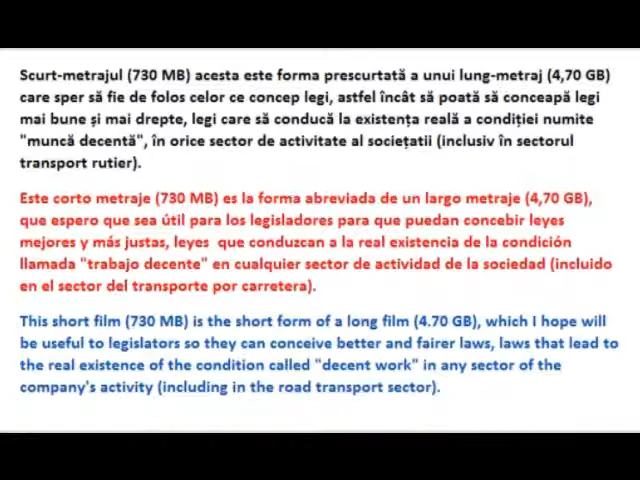 Scurt-metrajul (730 MB) acesta este forma prescurtată a unui lung-metraj (4,70 GB)
care sper să fie de folos celor ce concep legi, astfel încât să poată să conceapă legi
mai bune și mai drepte, legi care să conducă la existența reală a condiției numite
"muncă decentă", în orice sector de activitate al societatii (inclusiv în sectorul
transport rutier).
Este corto metraje (730 MB) es la forma abreviada de un largo metraje (4,70 GB),
que espero que sea útil para los legisladores para que puedan concebir leyes
mejores y más justas, leyes que conduzcan a la real existencia de la condición
llamada "trabajo decente" en cualquier sector de actividad de la sociedad (incluido
en el sector del transporte por carretera).
This short film (730 MB) is the short form of a long film (4.70 GB), which I hope will
be useful to legislators so they can conceive better and fairer laws, laws that lead to
the real existence of the condition called "decent work" in any sector of the
company's activity (including in the road transport sector).